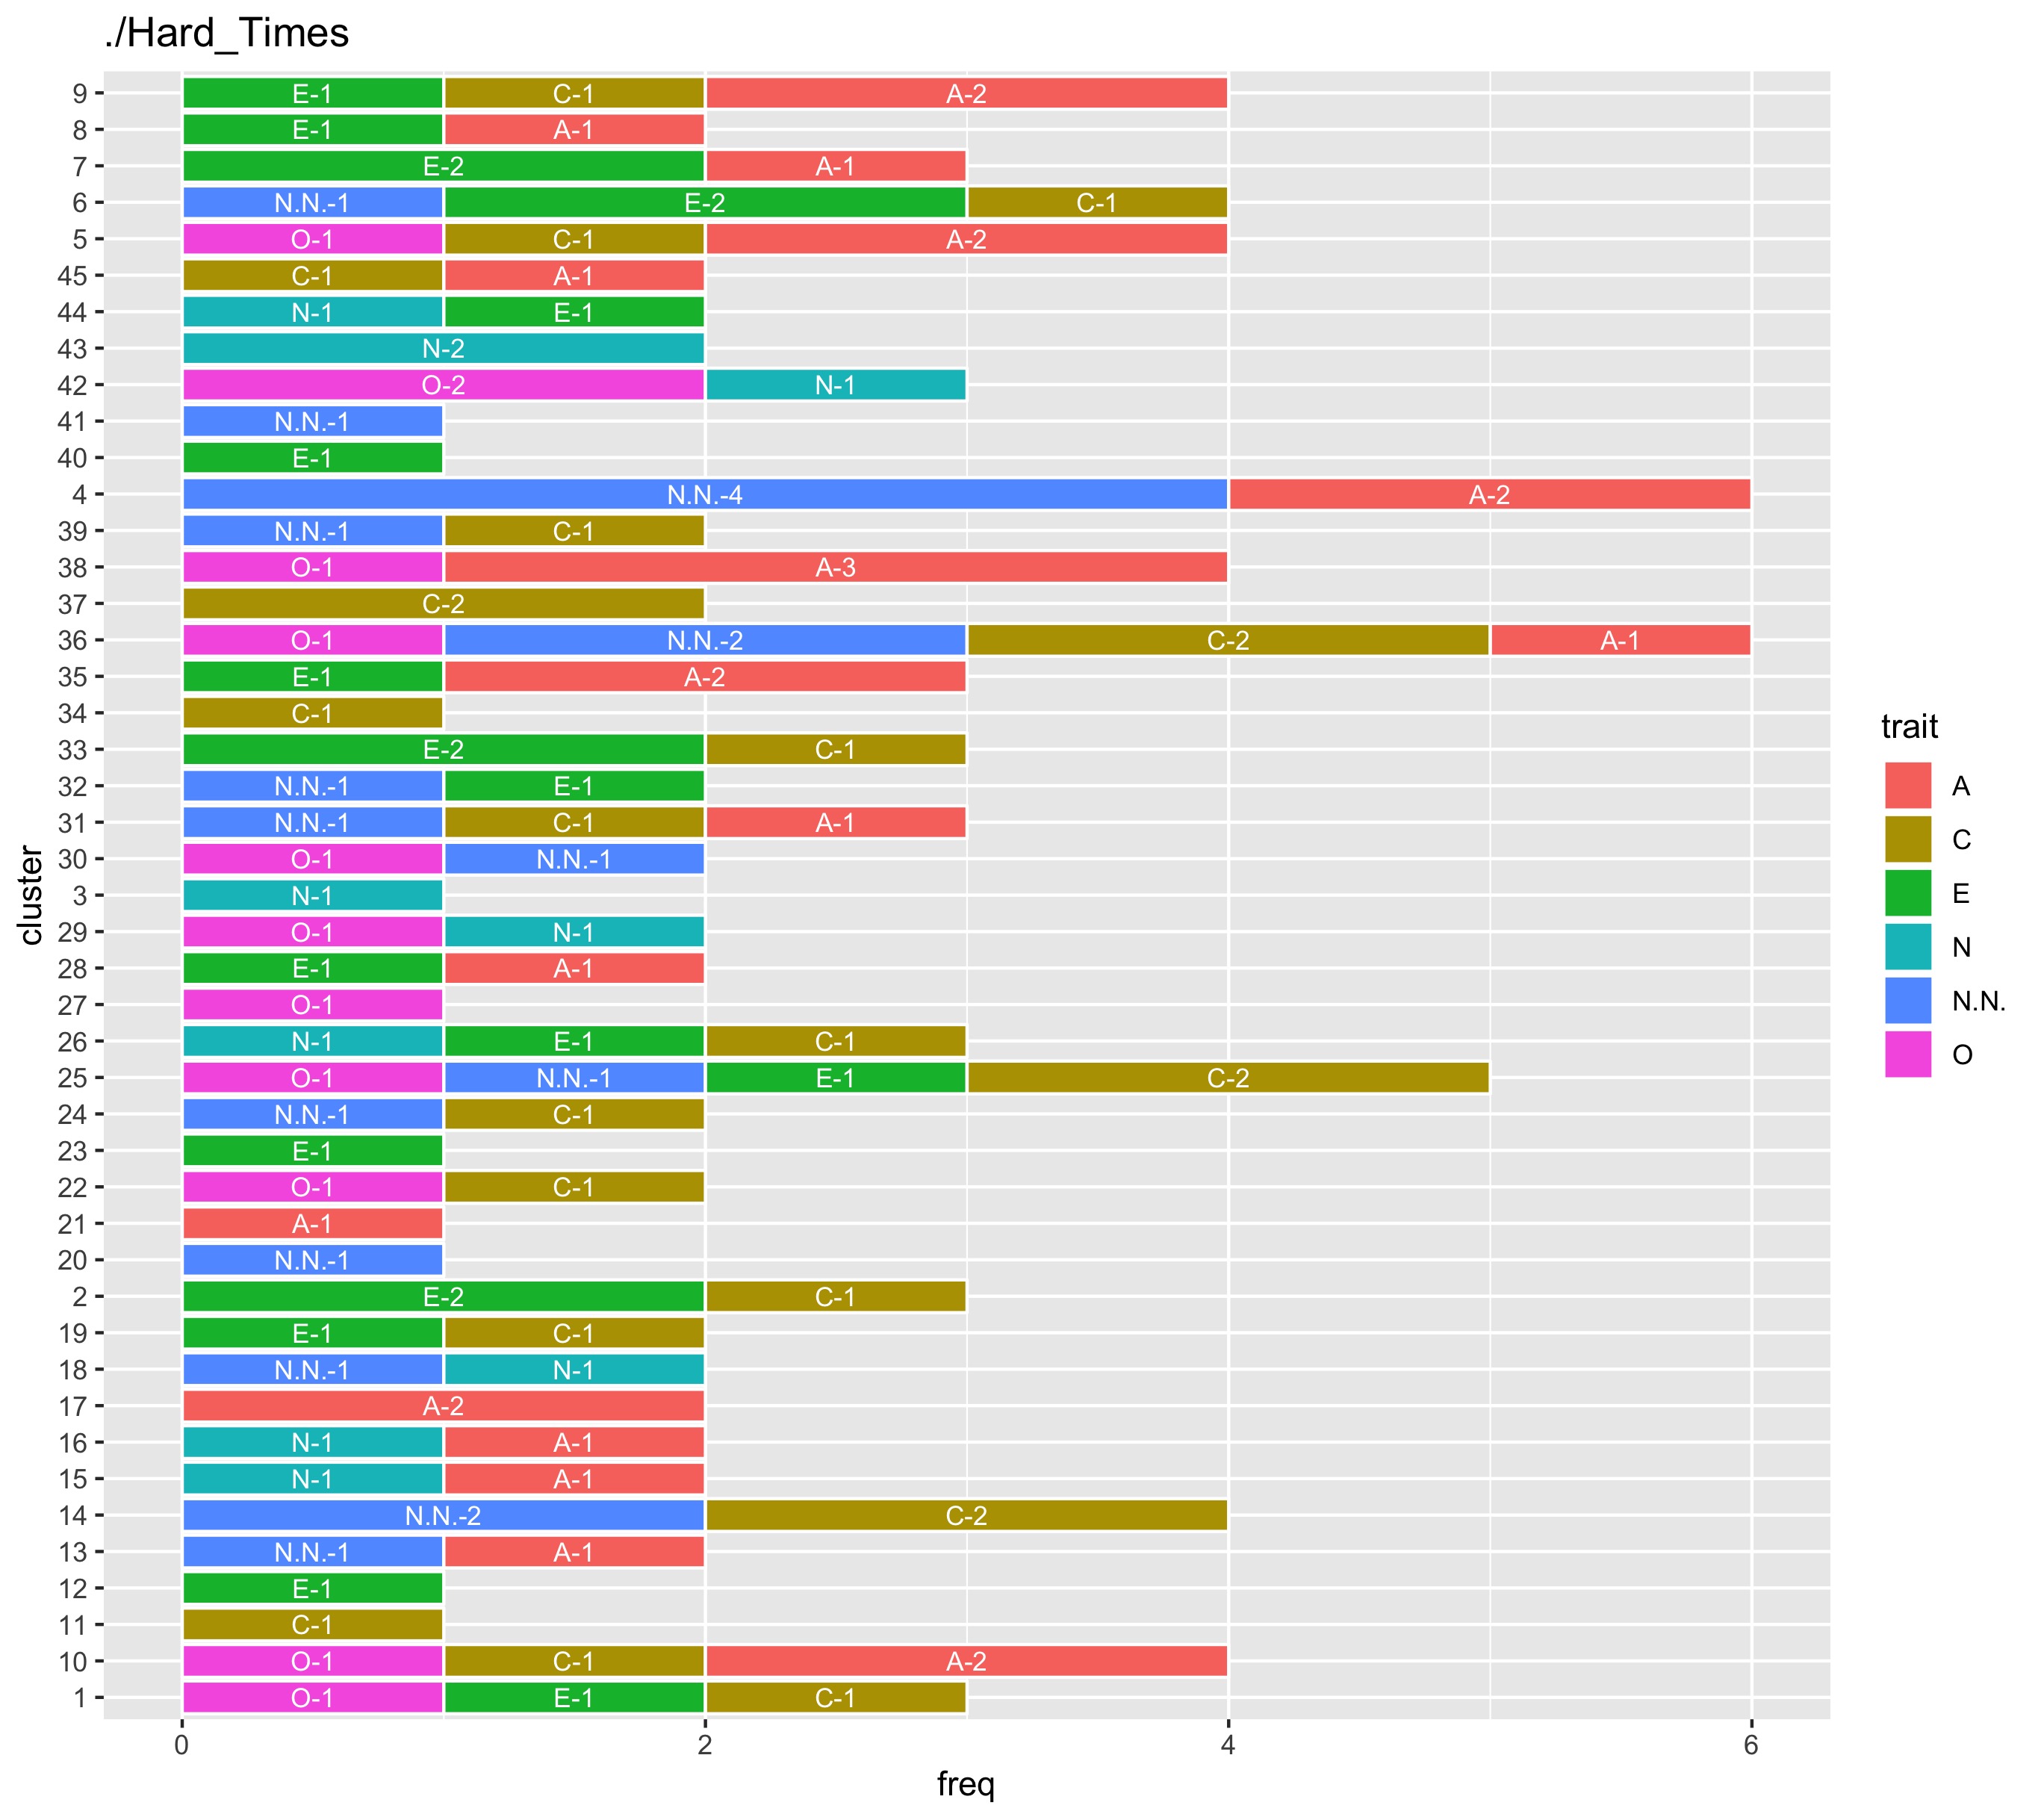 ./Hard_Times
9 E-1 C-1 A-2
8 E-1 A-1
7 E-2 A-1
6 N.N.-1 E-2 C-1
5 O-1 C-1 A-2
45 C-1 A-1
44 N-1 E-1
43 N-2
42 O-2 N-1
41 N.N.-1
40 E-1
4 N.N.-4 A-2
39 N.N.-1 C-1
38 O-1 A-3
37 C-2
36 O-1 N.N.-2 C-2 A-1
35 E-1 A-2
34 C-1
33 E-2 C-1
32 N.N.-1 E-1
31 N.N.-1 C-1 A-1
30 O-1 N.N.-1
3 N-1
29 O-1 N-1
28 E-1 A-1
27 O-1
26 N-1 E-1 C-1
25 O-1 N.N.-1 E-1 C-2
24 N.N.-1 C-1
23 E-1
22 O-1 C-1
21 A-1
20 N.N.-1
2 E-2 C-1
19 E-1 C-1
18 N.N.-1 N-1
17 A-2
16 N-1 A-1
15 N-1 A-1
14 N.N.-2 C-2
13 N.N.-1 A-1
12 E-1
11 C-1
10 O-1 C-1 A-2
1 O-1 E-1 C-1
0 2 4 6
freq
cluster
trait
A
C
E
N
N.N.
O